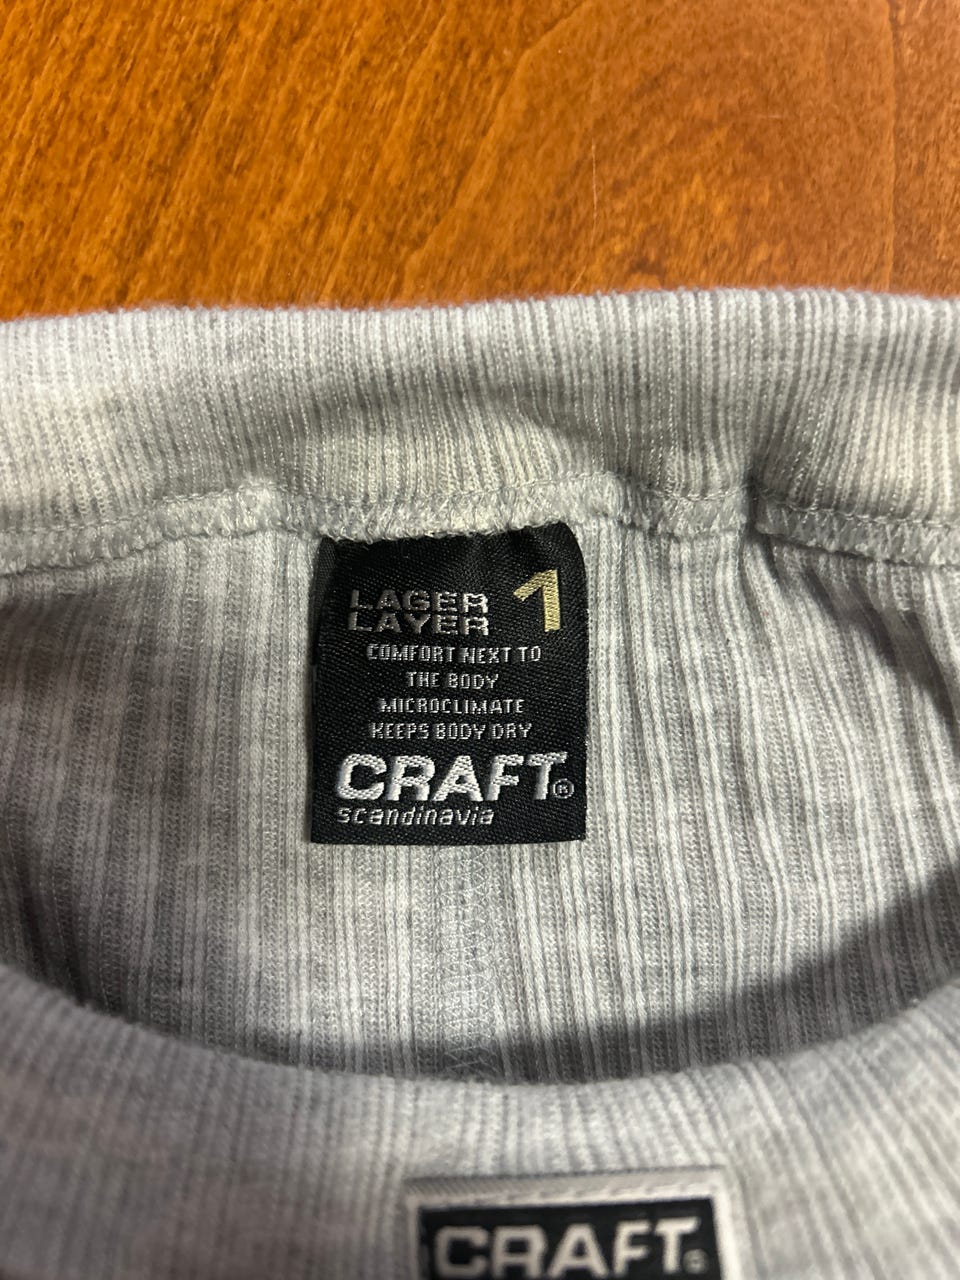 LAGER 1
LAYER
COMFORT NEXT TO
THE BODY
MICROCLIMATE
KEEPS BODY DRY
CRAFT®
scandinavia
CRAFT®